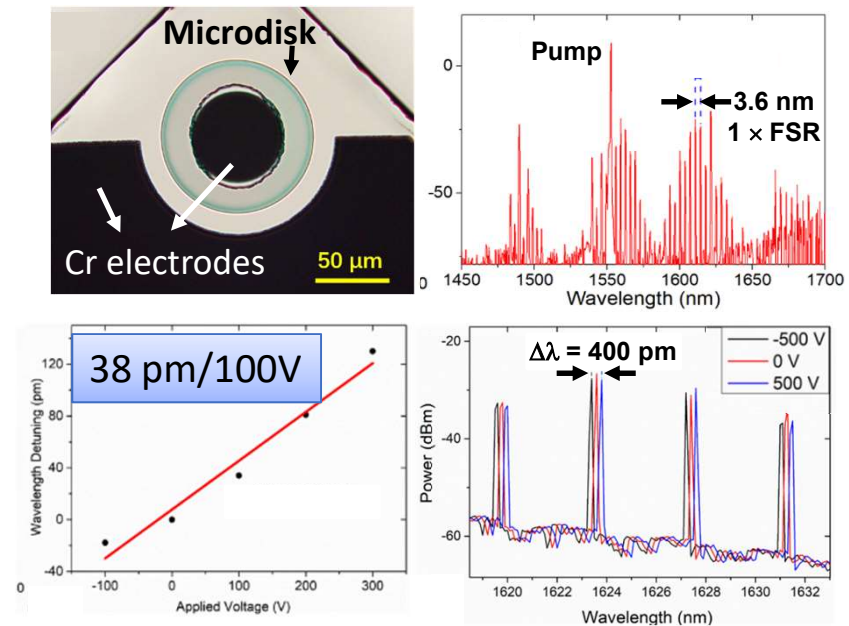 Microdisk
Cr electrodes
50 µm
0
-50
Pump
3.6 nm
1 × FSR
0
1450
1500
1550
1600
1650
1700
Wavelength (nm)
38 pm/100V
Wavelength Detuning (pm)
120
80
40
0
-40
0
-100
0
100
200
300
Applied Voltage (V)
Δλ = 400 pm
-500 V
0 V
500 V
Power (dBm)
-20
-40
-60
1620
1622
1624
1626
1628
1630
1632
Wavelength (nm)